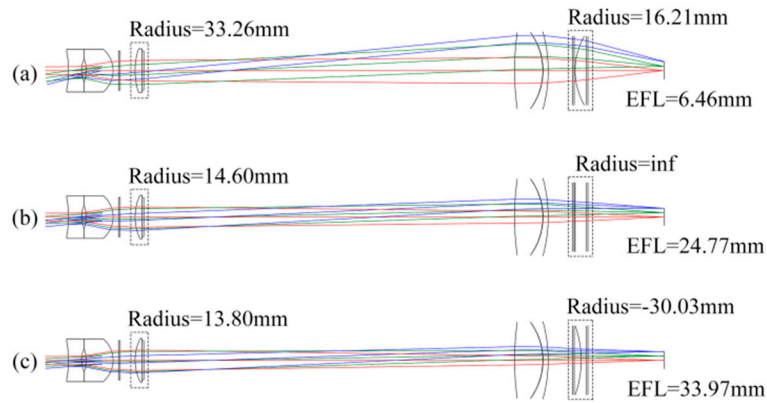 Radius=33.26mm
Radius=16.21mm
(a)
EFL=6.46mm
Radius=14.60mm
Radius=inf
(b)
EFL=24.77mm
Radius=13.80mm
Radius=-30.03mm
(c)
EFL=33.97mm